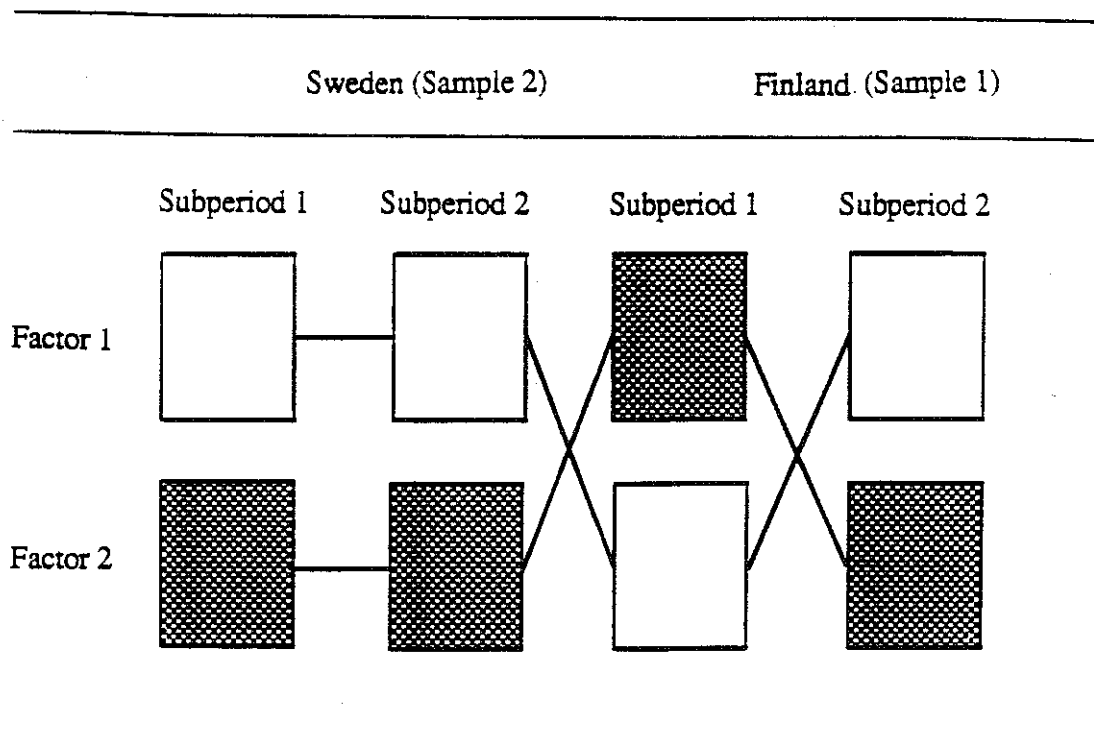 Sweden (Sample 2) Finland. (Sample 1)
Subperiod 1 Subperiod 2 Subperiod 1 Subperiod 2
Factor 1
Factor 2